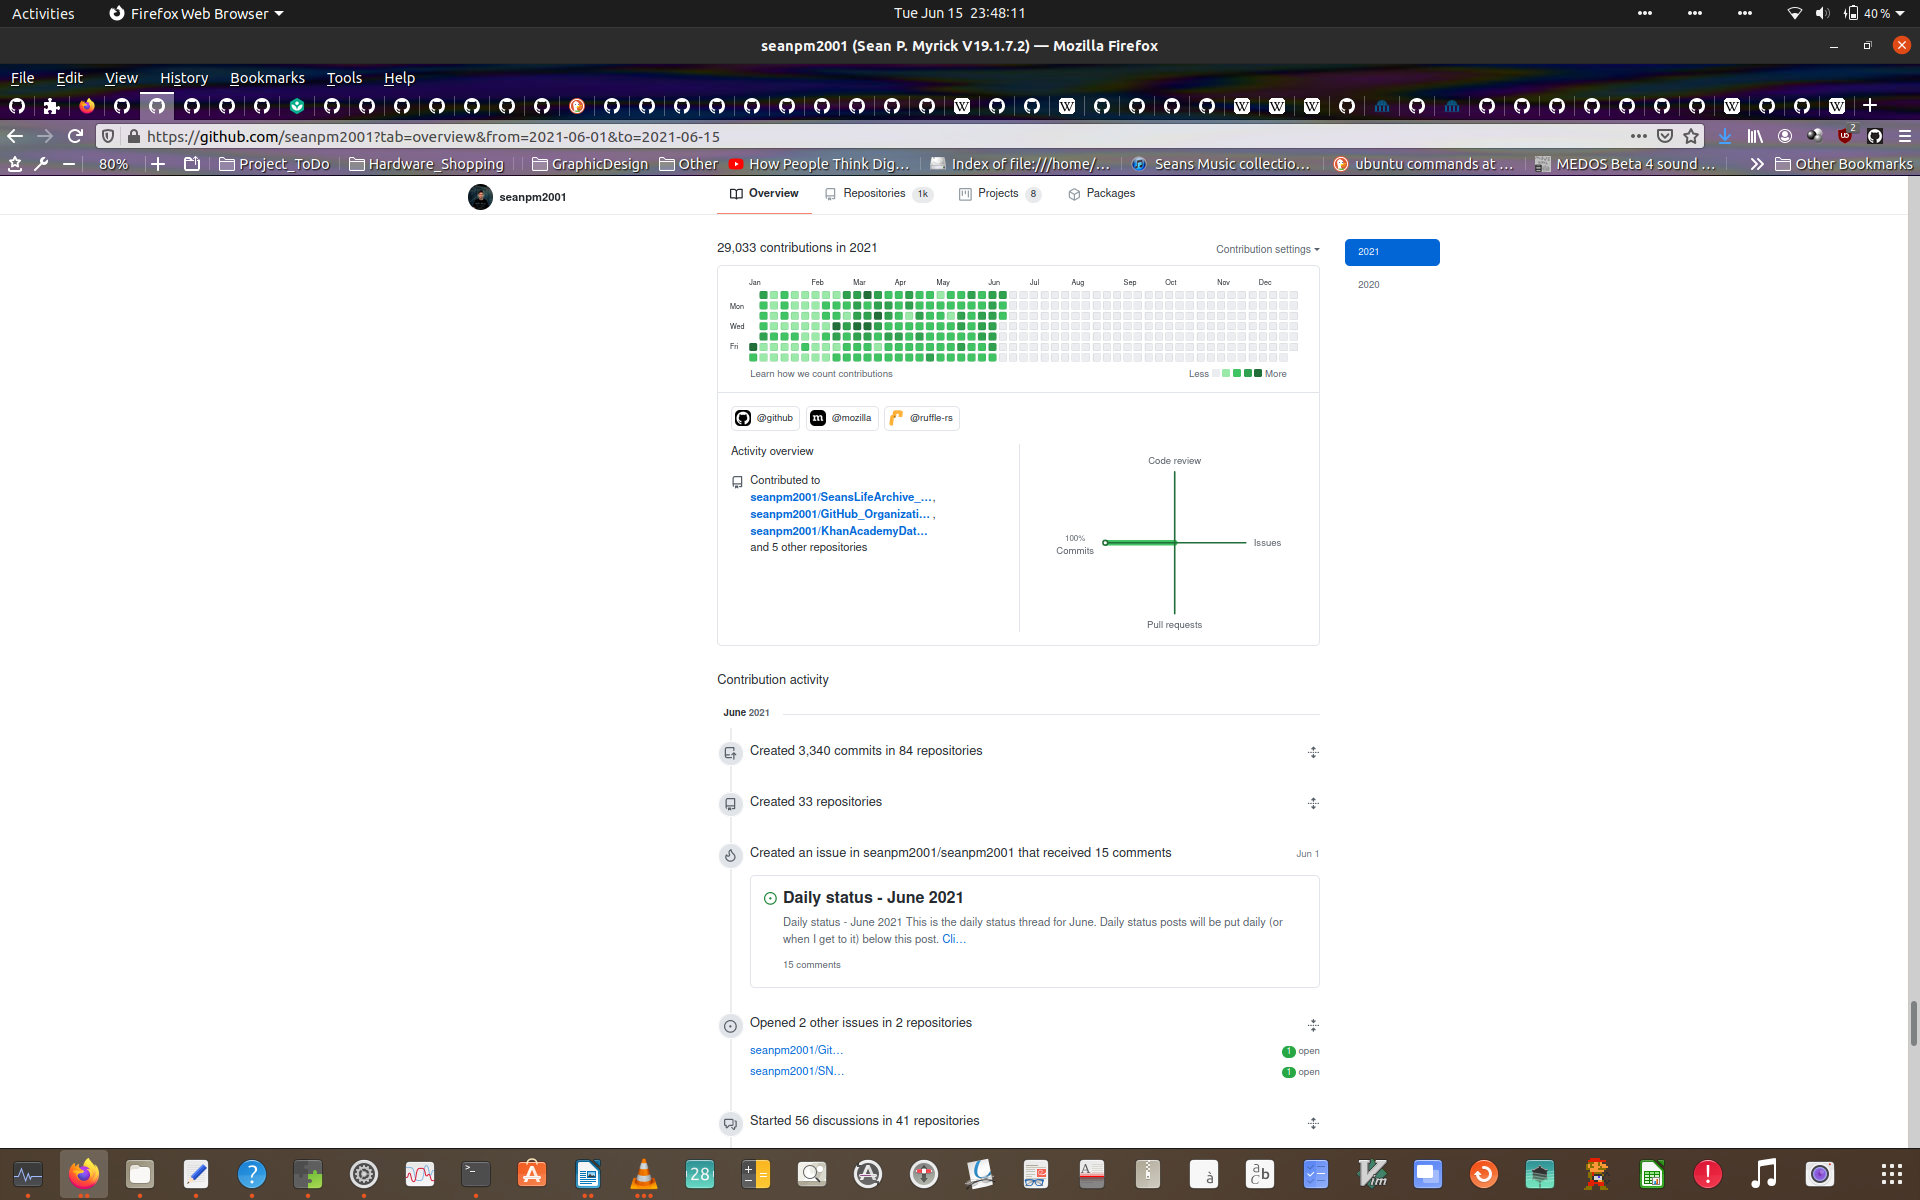 Activities
Firefox Web Browser
Tue Jun 15 23:48:11
40 %
seanpm2001 (Sean P. Myrick V19.1.7.2) — Mozilla Firefox
File Edit View History Bookmarks Tools Help
https://github.com/seanpm2001?tab=overview&from=2021-06-01&to=2021-06-15
2
80%
Project_ToDo
Hardware_Shopping
GraphicDesign
Other
How People Think Dig…
Index of file:///home/…
Seans Music collectio…
ubuntu commands at …
MEDOS Beta 4 sound …
Other Bookmarks
seanpm2001
Overview
Repositories 1k
Projects 8
Packages
29,033 contributions in 2021
Contribution settings
2021
2020
Jan Feb Mar Apr May Jun Jul Aug Sep Oct Nov Dec
Mon
Wed
Fri
Learn how we count contributions
Less More
@github
@mozilla
@ruffle-rs
Activity overview
Contributed to
seanpm2001/SeansLifeArchive_…,
seanpm2001/GitHub_Organizati… ,
seanpm2001/KhanAcademyDat…
and 5 other repositories
Code review
100%
Commits
Issues
Pull requests
Contribution activity
June 2021
Created 3,340 commits in 84 repositories
Created 33 repositories
Created an issue in seanpm2001/seanpm2001 that received 15 comments
Jun 1
Daily status - June 2021
Daily status - June 2021 This is the daily status thread for June. Daily status posts will be put daily (or
when I get to it) below this post. Cli…
15 comments
Opened 2 other issues in 2 repositories
seanpm2001/Git…
1 open
seanpm2001/SN…
1 open
Started 56 discussions in 41 repositories
28